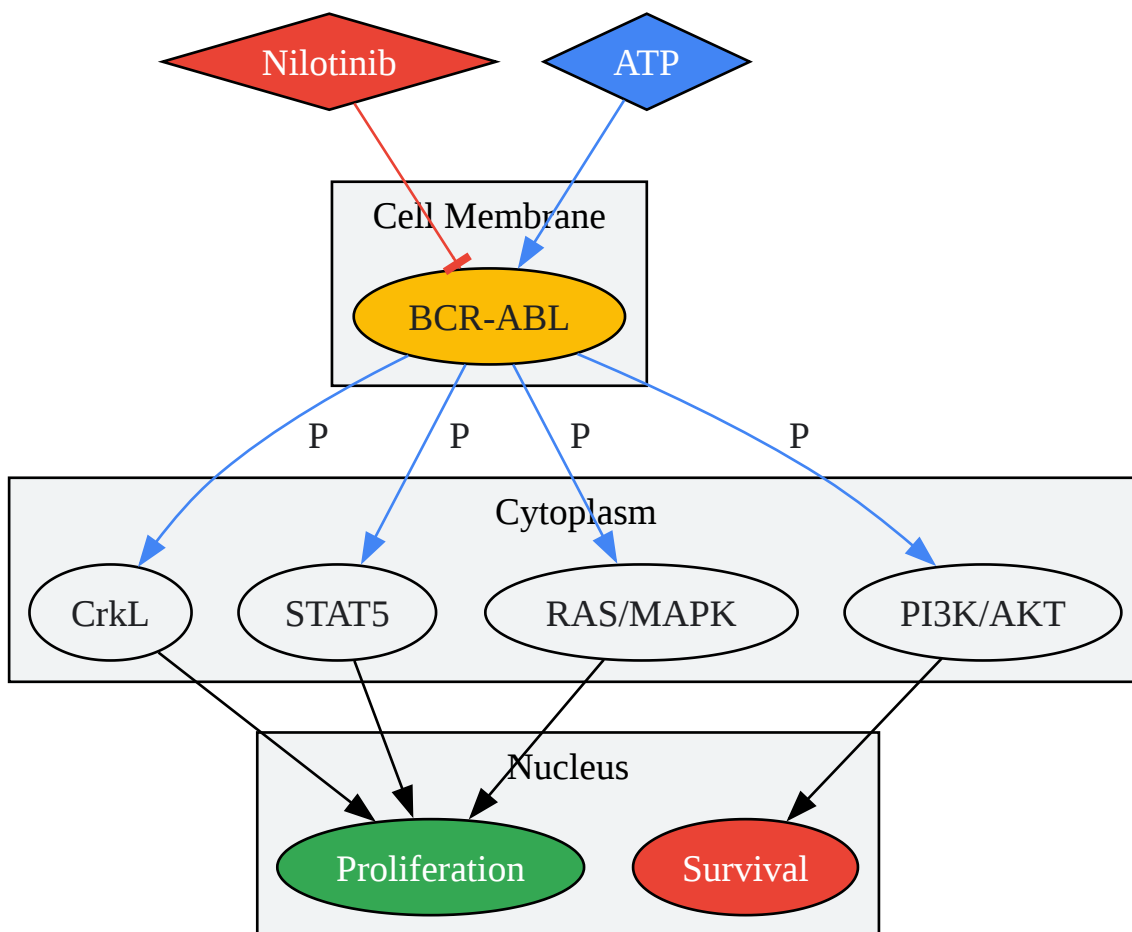 Nilotinib
ATP
Cell Membrane
BCR-ABL
P
P
P
P
Cytoplasm
CrkL
STAT5
RAS/MAPK
PI3K/AKT
Nucleus
Proliferation
Survival